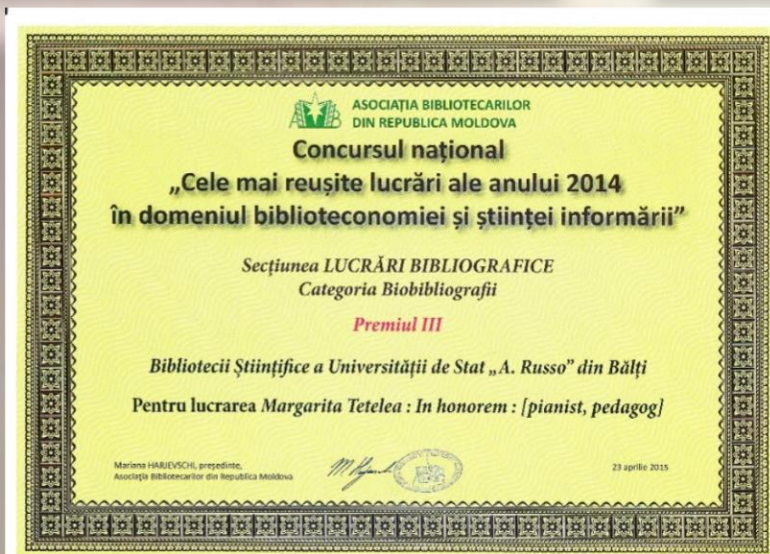 ASOCIAȚIA BIBLIOTECARILOR
DIN REPUBLICA MOLDOVA
Concursul național
„Cele mai reușite lucrări ale anului 2014
în domeniul biblioteconomiei și științei informării”
Secțiunea LUCRĂRI BIBLIOGRAFICE
Categoria Biobibliografii
Premiul III
Bibliotecii Științifice a Universității de Stat „A. Russo” din Bălți
Pentru lucrarea Margarita Tetelea : In honorem : [pianist, pedagog]
Mariana HARJEVSCHI, președinte,
Asociația Bibliotecarilor din Republica Moldova
23 aprilie 2015